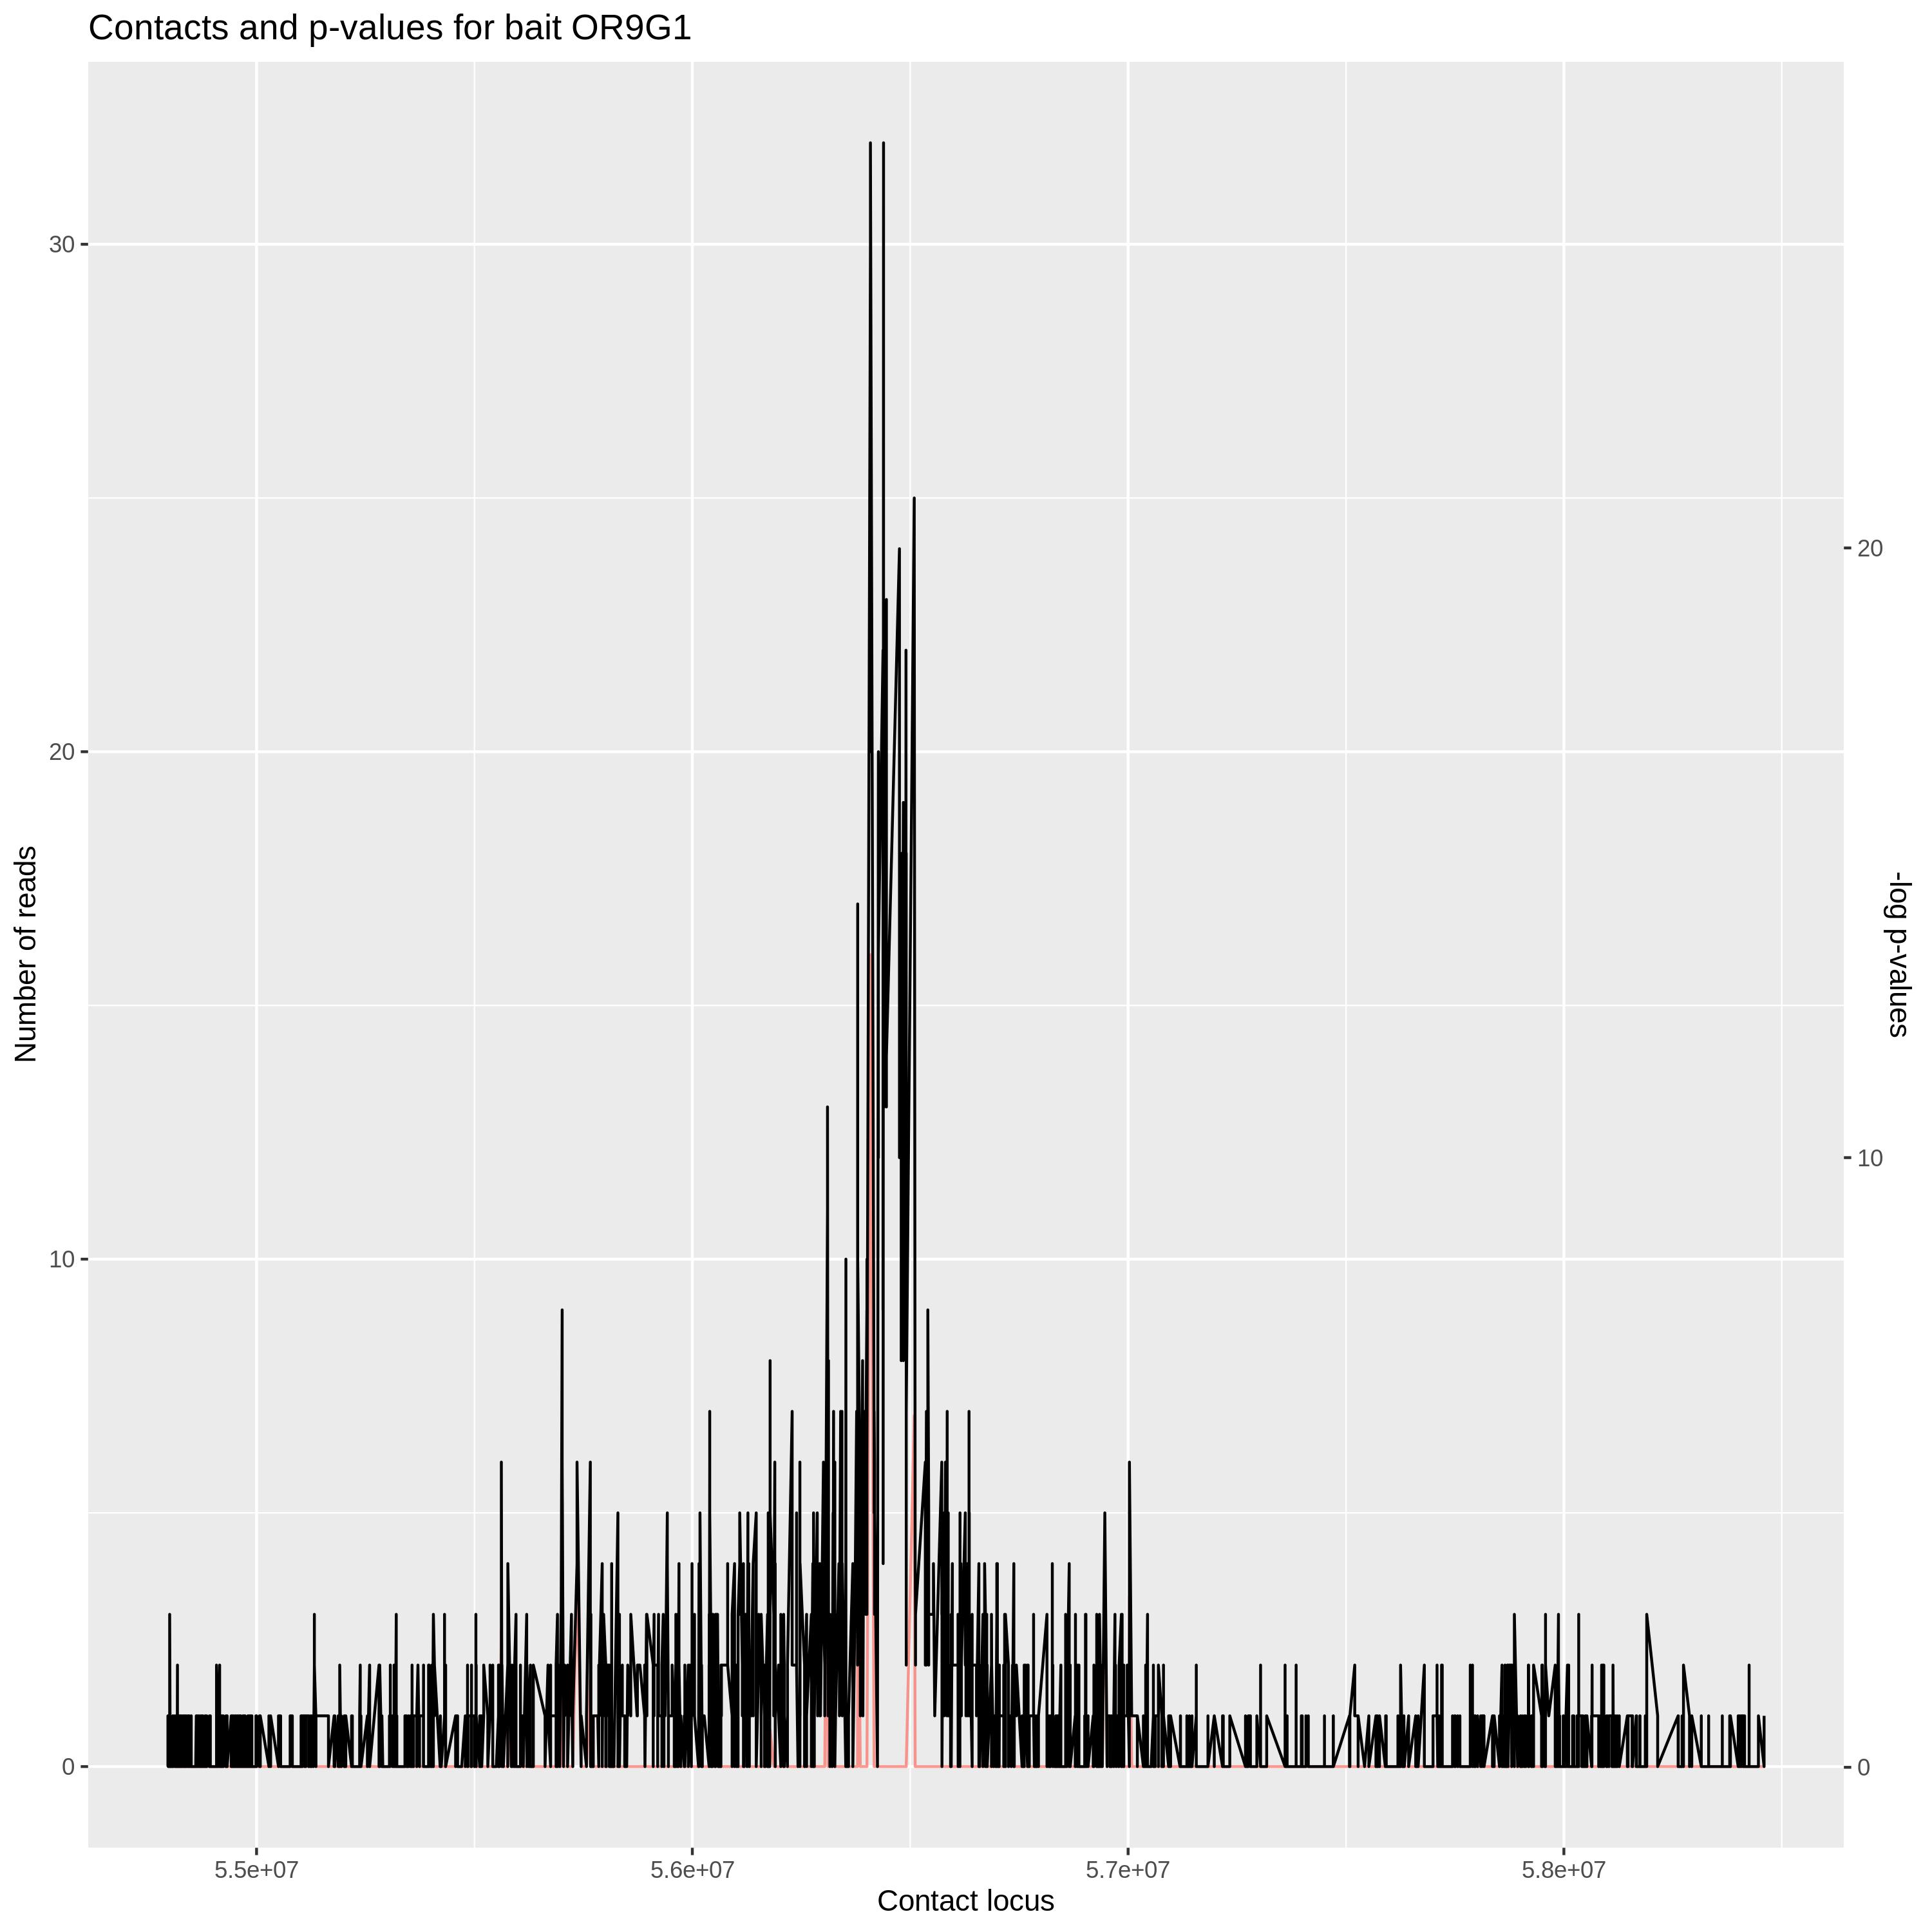 Contacts and p-values for bait OR9G1
30
20
10
0
Number of reads
20
10
0
-log p-values
5.5e+07
5.6e+07
5.7e+07
5.8e+07
Contact locus